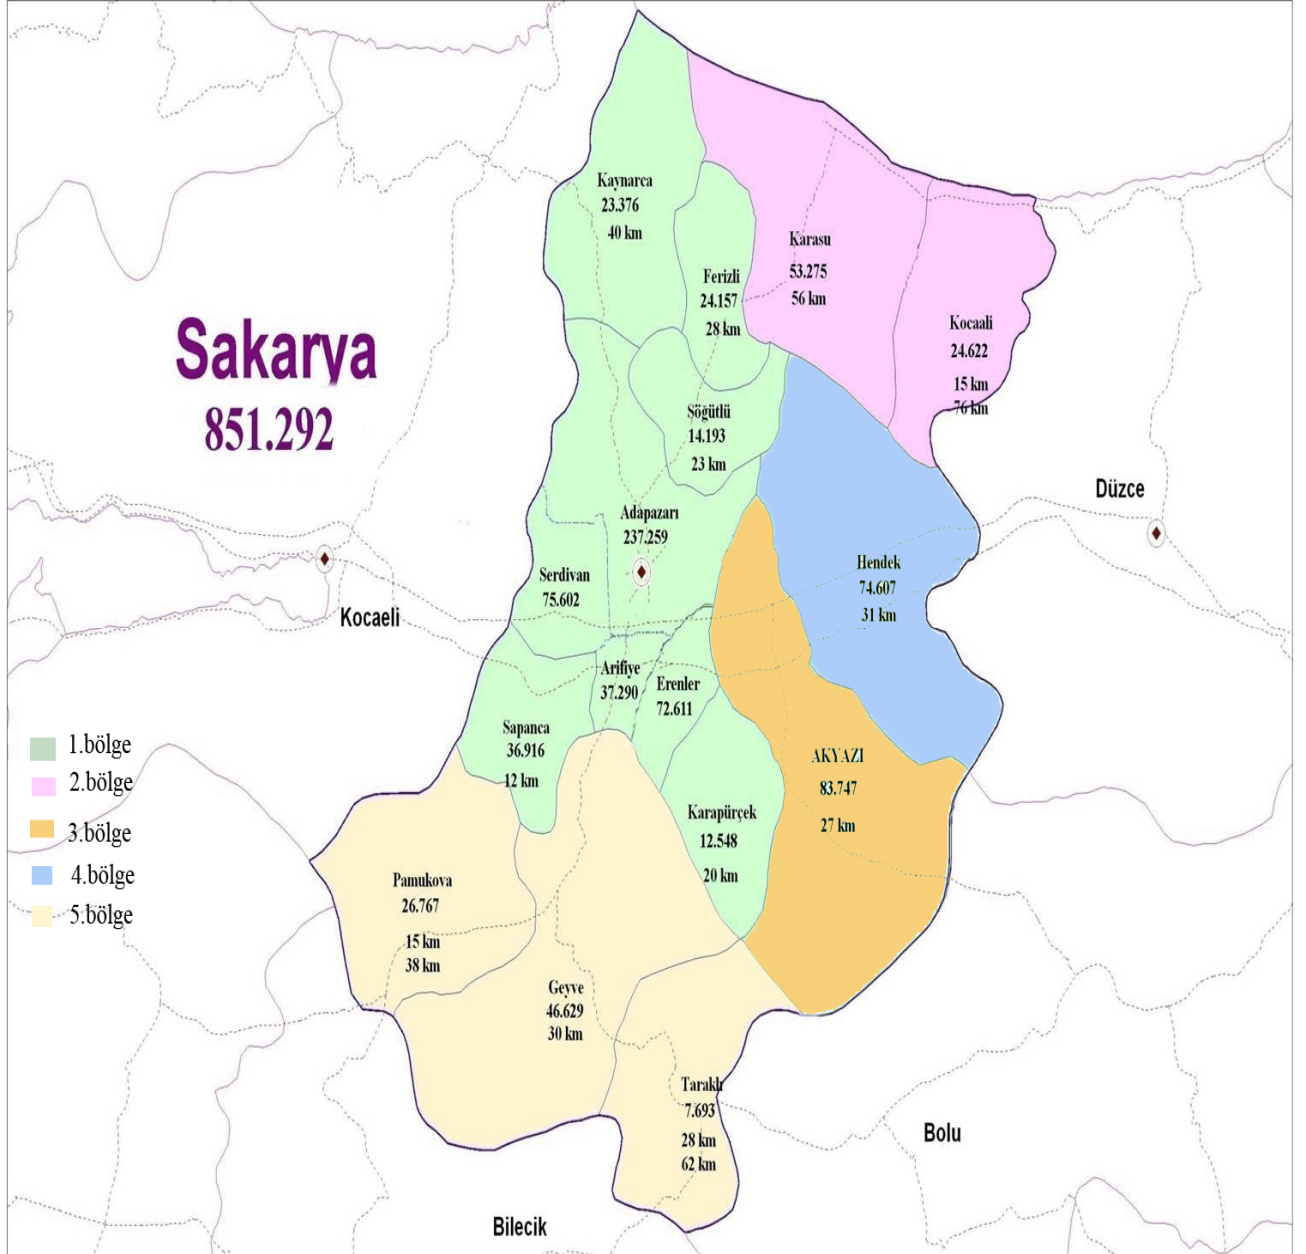 Kaynarca
23.376
40 km
Karasu
53.275
56 km
Ferizli
24.157
28 km
Kocaali
24.622
15 km
76 km
Sakarya
851.292
Söğütlü
14.193
23 km
Düzce
Adapazarı
237.259
Hendek
74.607
31 km
Serdivan
75.602
Kocaeli
Arifiye
37.290
Erenler
72.611
Sapanca
36.916
12 km
1.bölge
2.bölge
3.bölge
4.bölge
5.bölge
AKYAZI
83.747
27 km
Karapürçek
12.548
20 km
Pamukova
26.767
15 km
38 km
Geyve
46.629
30 km
Taraklı
7.693
28 km
62 km
Bolu
Bilecik